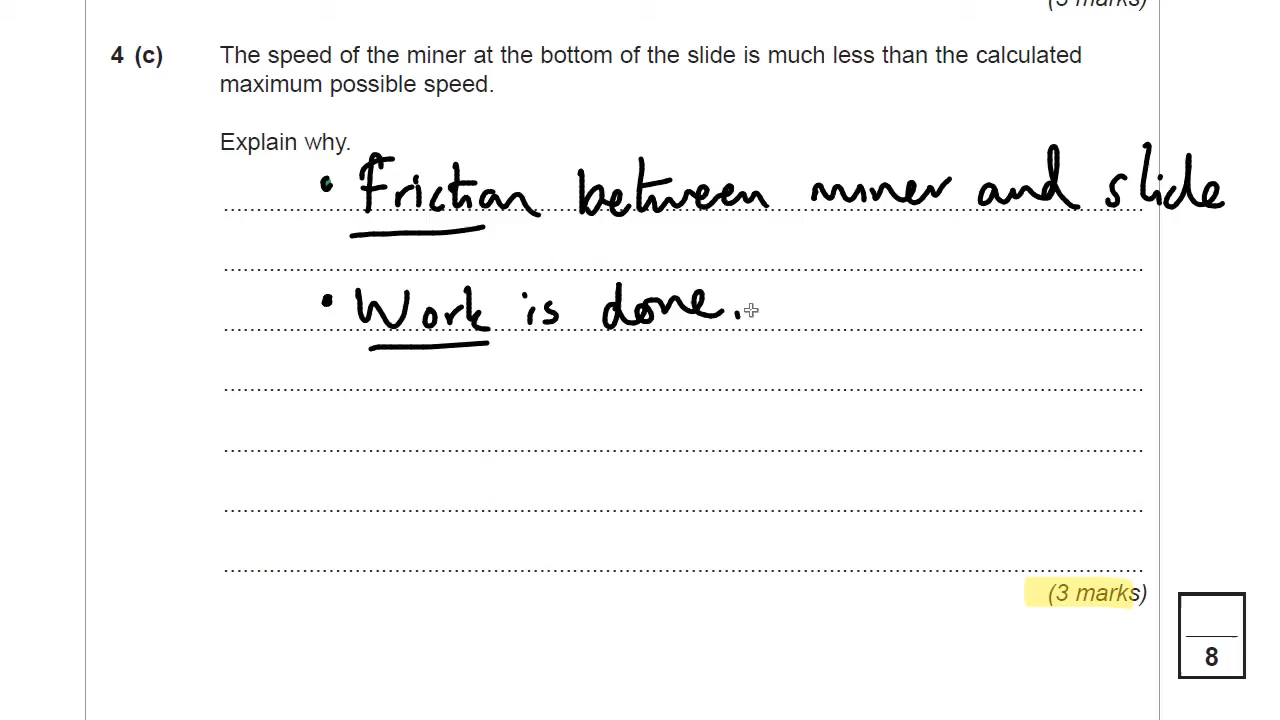 (3 marks)
4 (c) The speed of the miner at the bottom of the slide is much less than the calculated
maximum possible speed.
Explain why.
• Friction between miner and slide
• Work is done.
(3 marks)
8